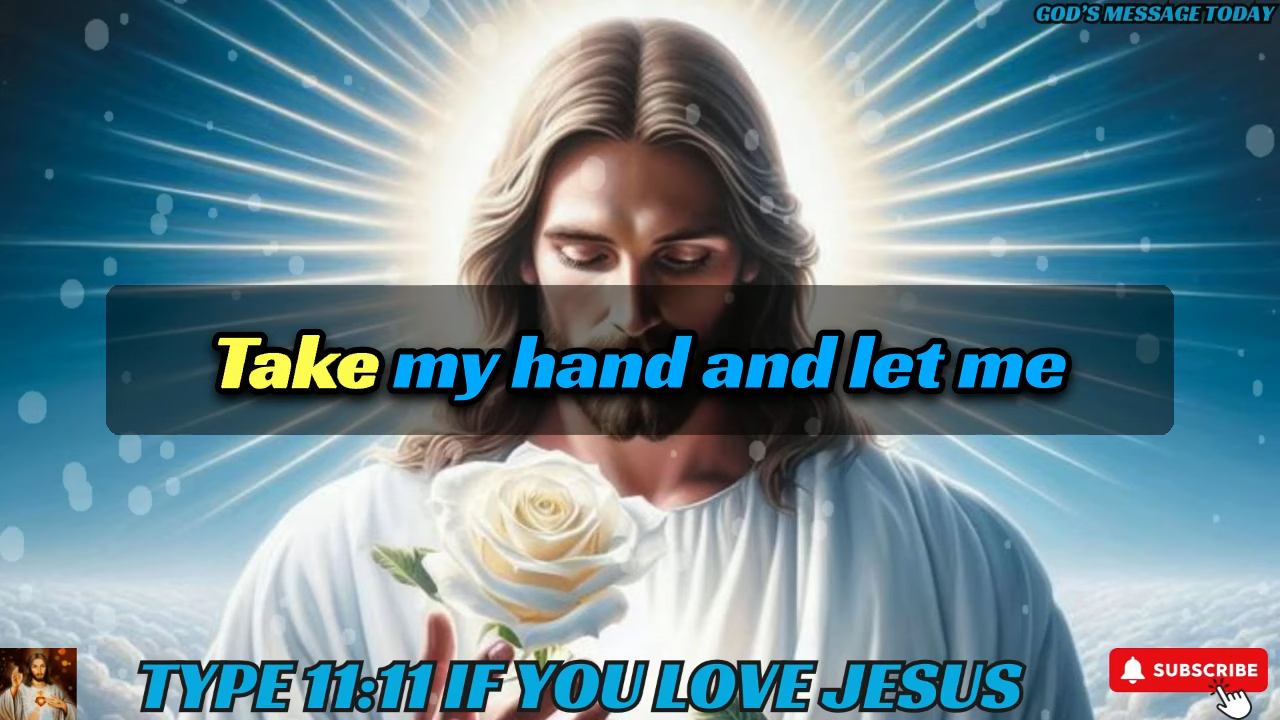 GOD'S MESSAGE TODAY
Take my hand and let me
TYPE 11:11 IF YOU LOVE JESUS
SUBSCRIBE